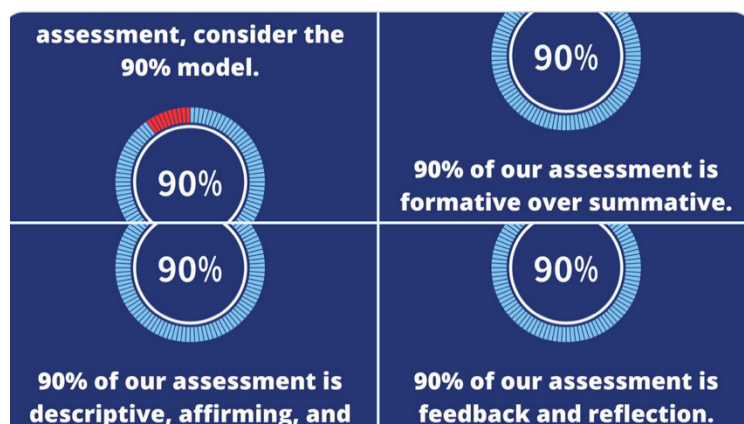 assessment, consider the
90% model.
90%
90%
90% of our assessment is
formative over summative.
90%
90% of our assessment is
descriptive, affirming, and
90%
90% of our assessment is
feedback and reflection.